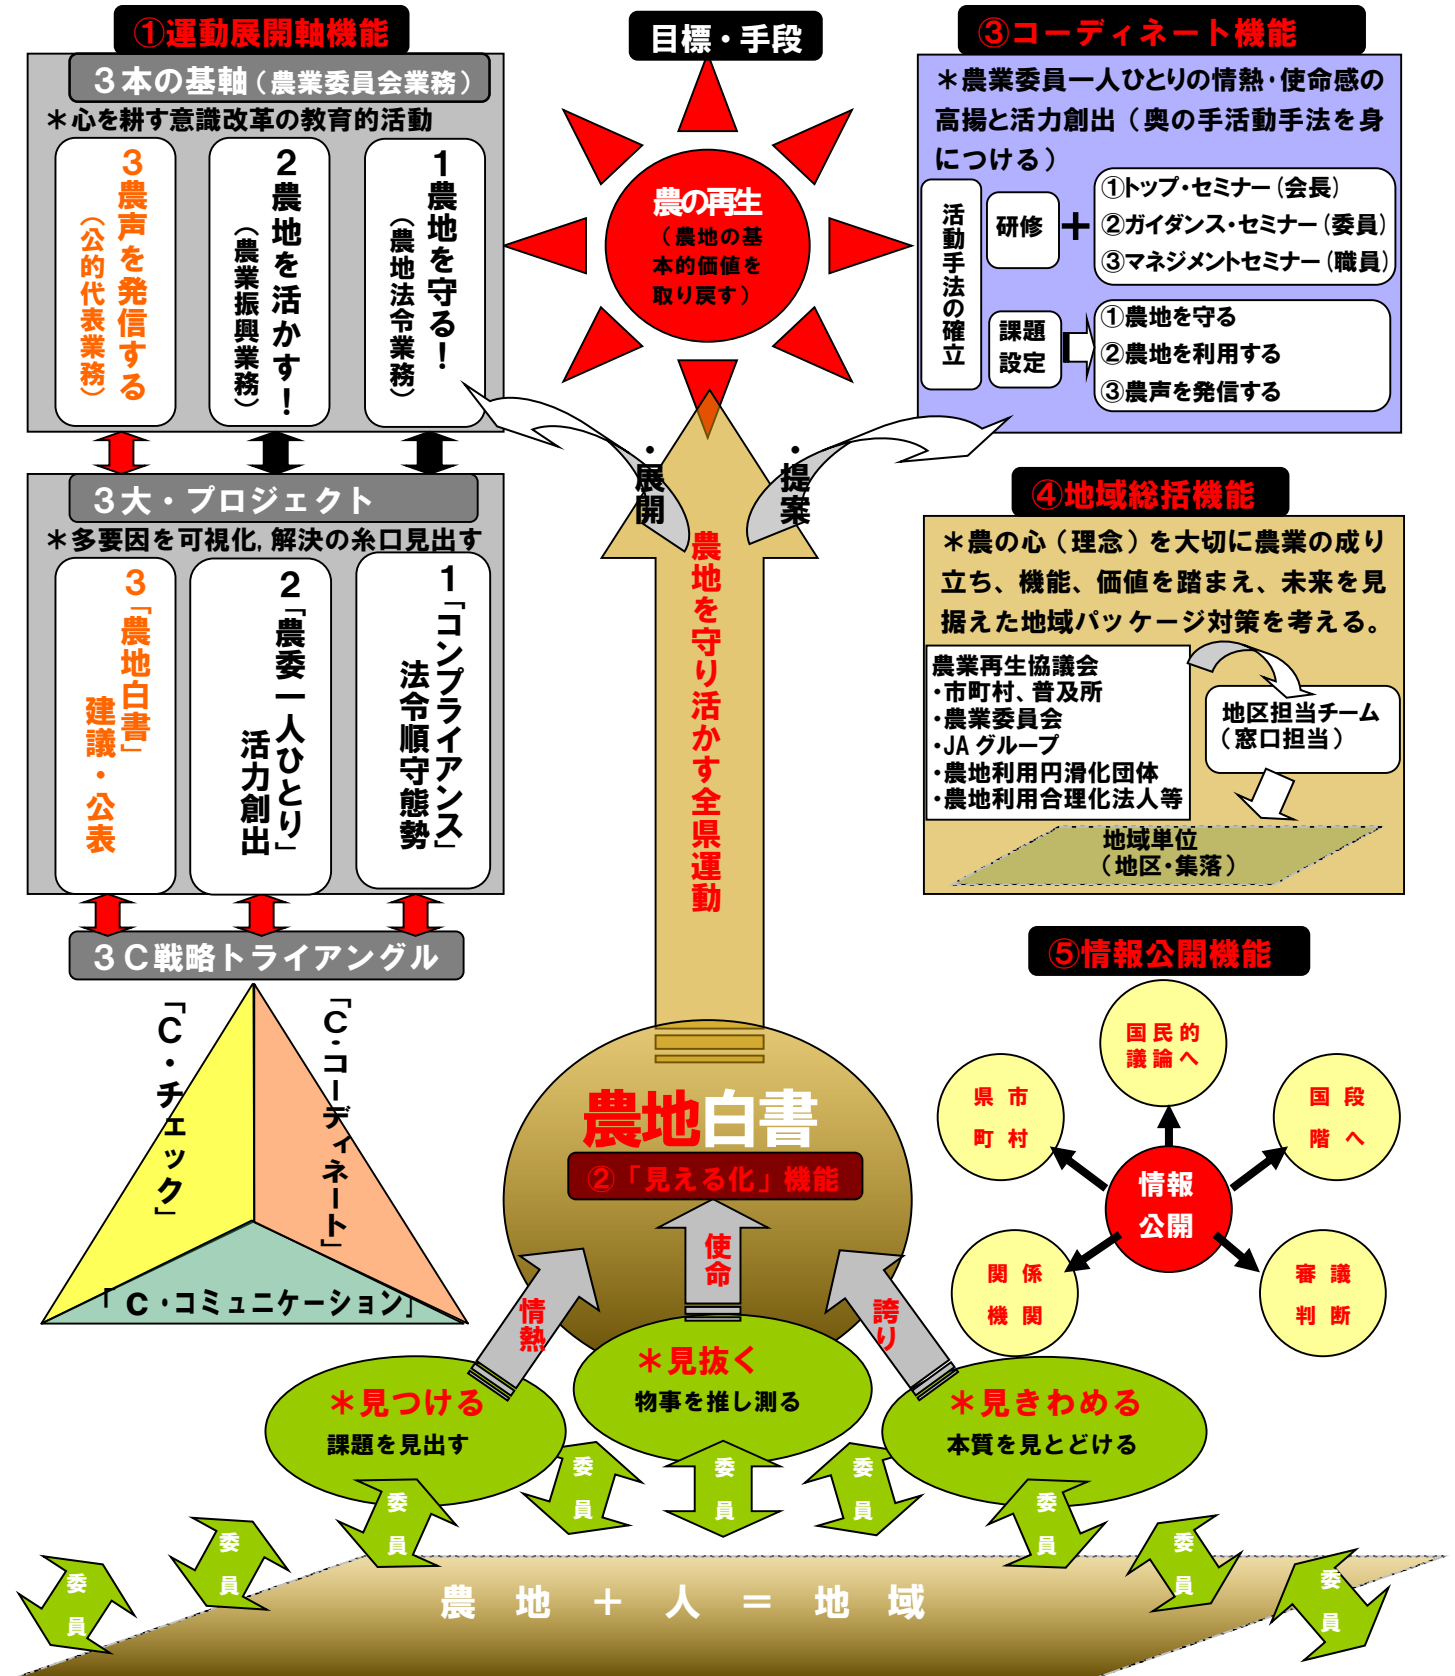 ①運動展開軸機能
3本の基軸(農業委員会業務)
＊心を耕す意識改革の教育的活動
1農地を守る!
(農地法令業務)
2農地を活かす!
(農業振興業務)
3農声を発信する
(公的代表業務)
3大・プロジェクト
＊多要因を可視化,解決の糸口見出す
1「コンプライアンス」
法令順守態勢
2「農委一人ひとり」
活力創出
3「農地白書」
建議・公表
3C戦略トライアングル
「C・チェック」
「C・コーディネート」
「C・コミュニケーション」
目標・手段
農の再生
(農地の基
本的価値を
取り戻す)
・展開
・提案
農地を守り活かす全県運動
農地白書
②「見える化」機能
情熱
使命
誇り
＊見つける
課題を見出す
＊見抜く
物事を推し測る
＊見きわめる
本質を見とどける
③コーディネート機能
＊農業委員一人ひとりの情熱・使命感の
高揚と活力創出(奥の手活動手法を身
につける)
活動手法の確立
研修
＋
①トップ・セミナー(会長)
②ガイダンス・セミナー(委員)
③マネジメントセミナー(職員)
課題
設定
①農地を守る
②農地を利用する
③農声を発信する
④地域総括機能
＊農の心(理念)を大切に農業の成り
立ち、機能、価値を踏まえ、未来を見
据えた地域パッケージ対策を考える。
農業再生協議会
・市町村、普及所
・農業委員会
・JAグループ
・農地利用円滑化団体
・農地利用合理化法人等
地区担当チーム
(窓口担当)
地域単位
(地区・集落)
⑤情報公開機能
国民的
議論へ
県市
町村
国段
階へ
情報
公開
関係
機関
審議
判断
委員
委員
委員
委員
委員
委員
委員
委員
委員
農地＋人＝地域